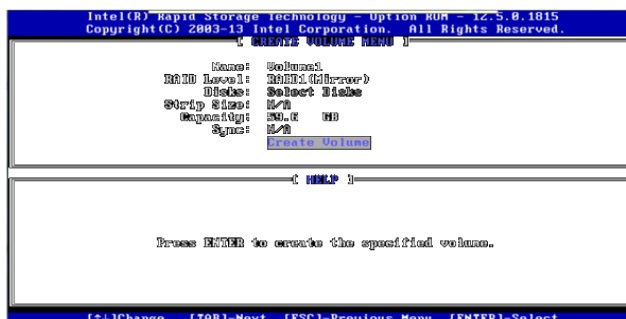 Intel(R) Rapid Storage Technology - Option ROM - 12.5.0.1815
Copyright(C) 2003-13 Intel Corporation. All Rights Reserved.
[ CREATE VOLUME MENU ]
Name: Volume1
RAID Level: RAID1(Mirror)
Disks: Select Disks
Strip Size: N/A
Capacity: 59.6 GB
Sync: N/A
Create Volume
[ HELP ]
Press ENTER to create the specified volume.
[↑↓]Change [TAB]-Next [ESC]-Previous Menu [ENTER]-Select